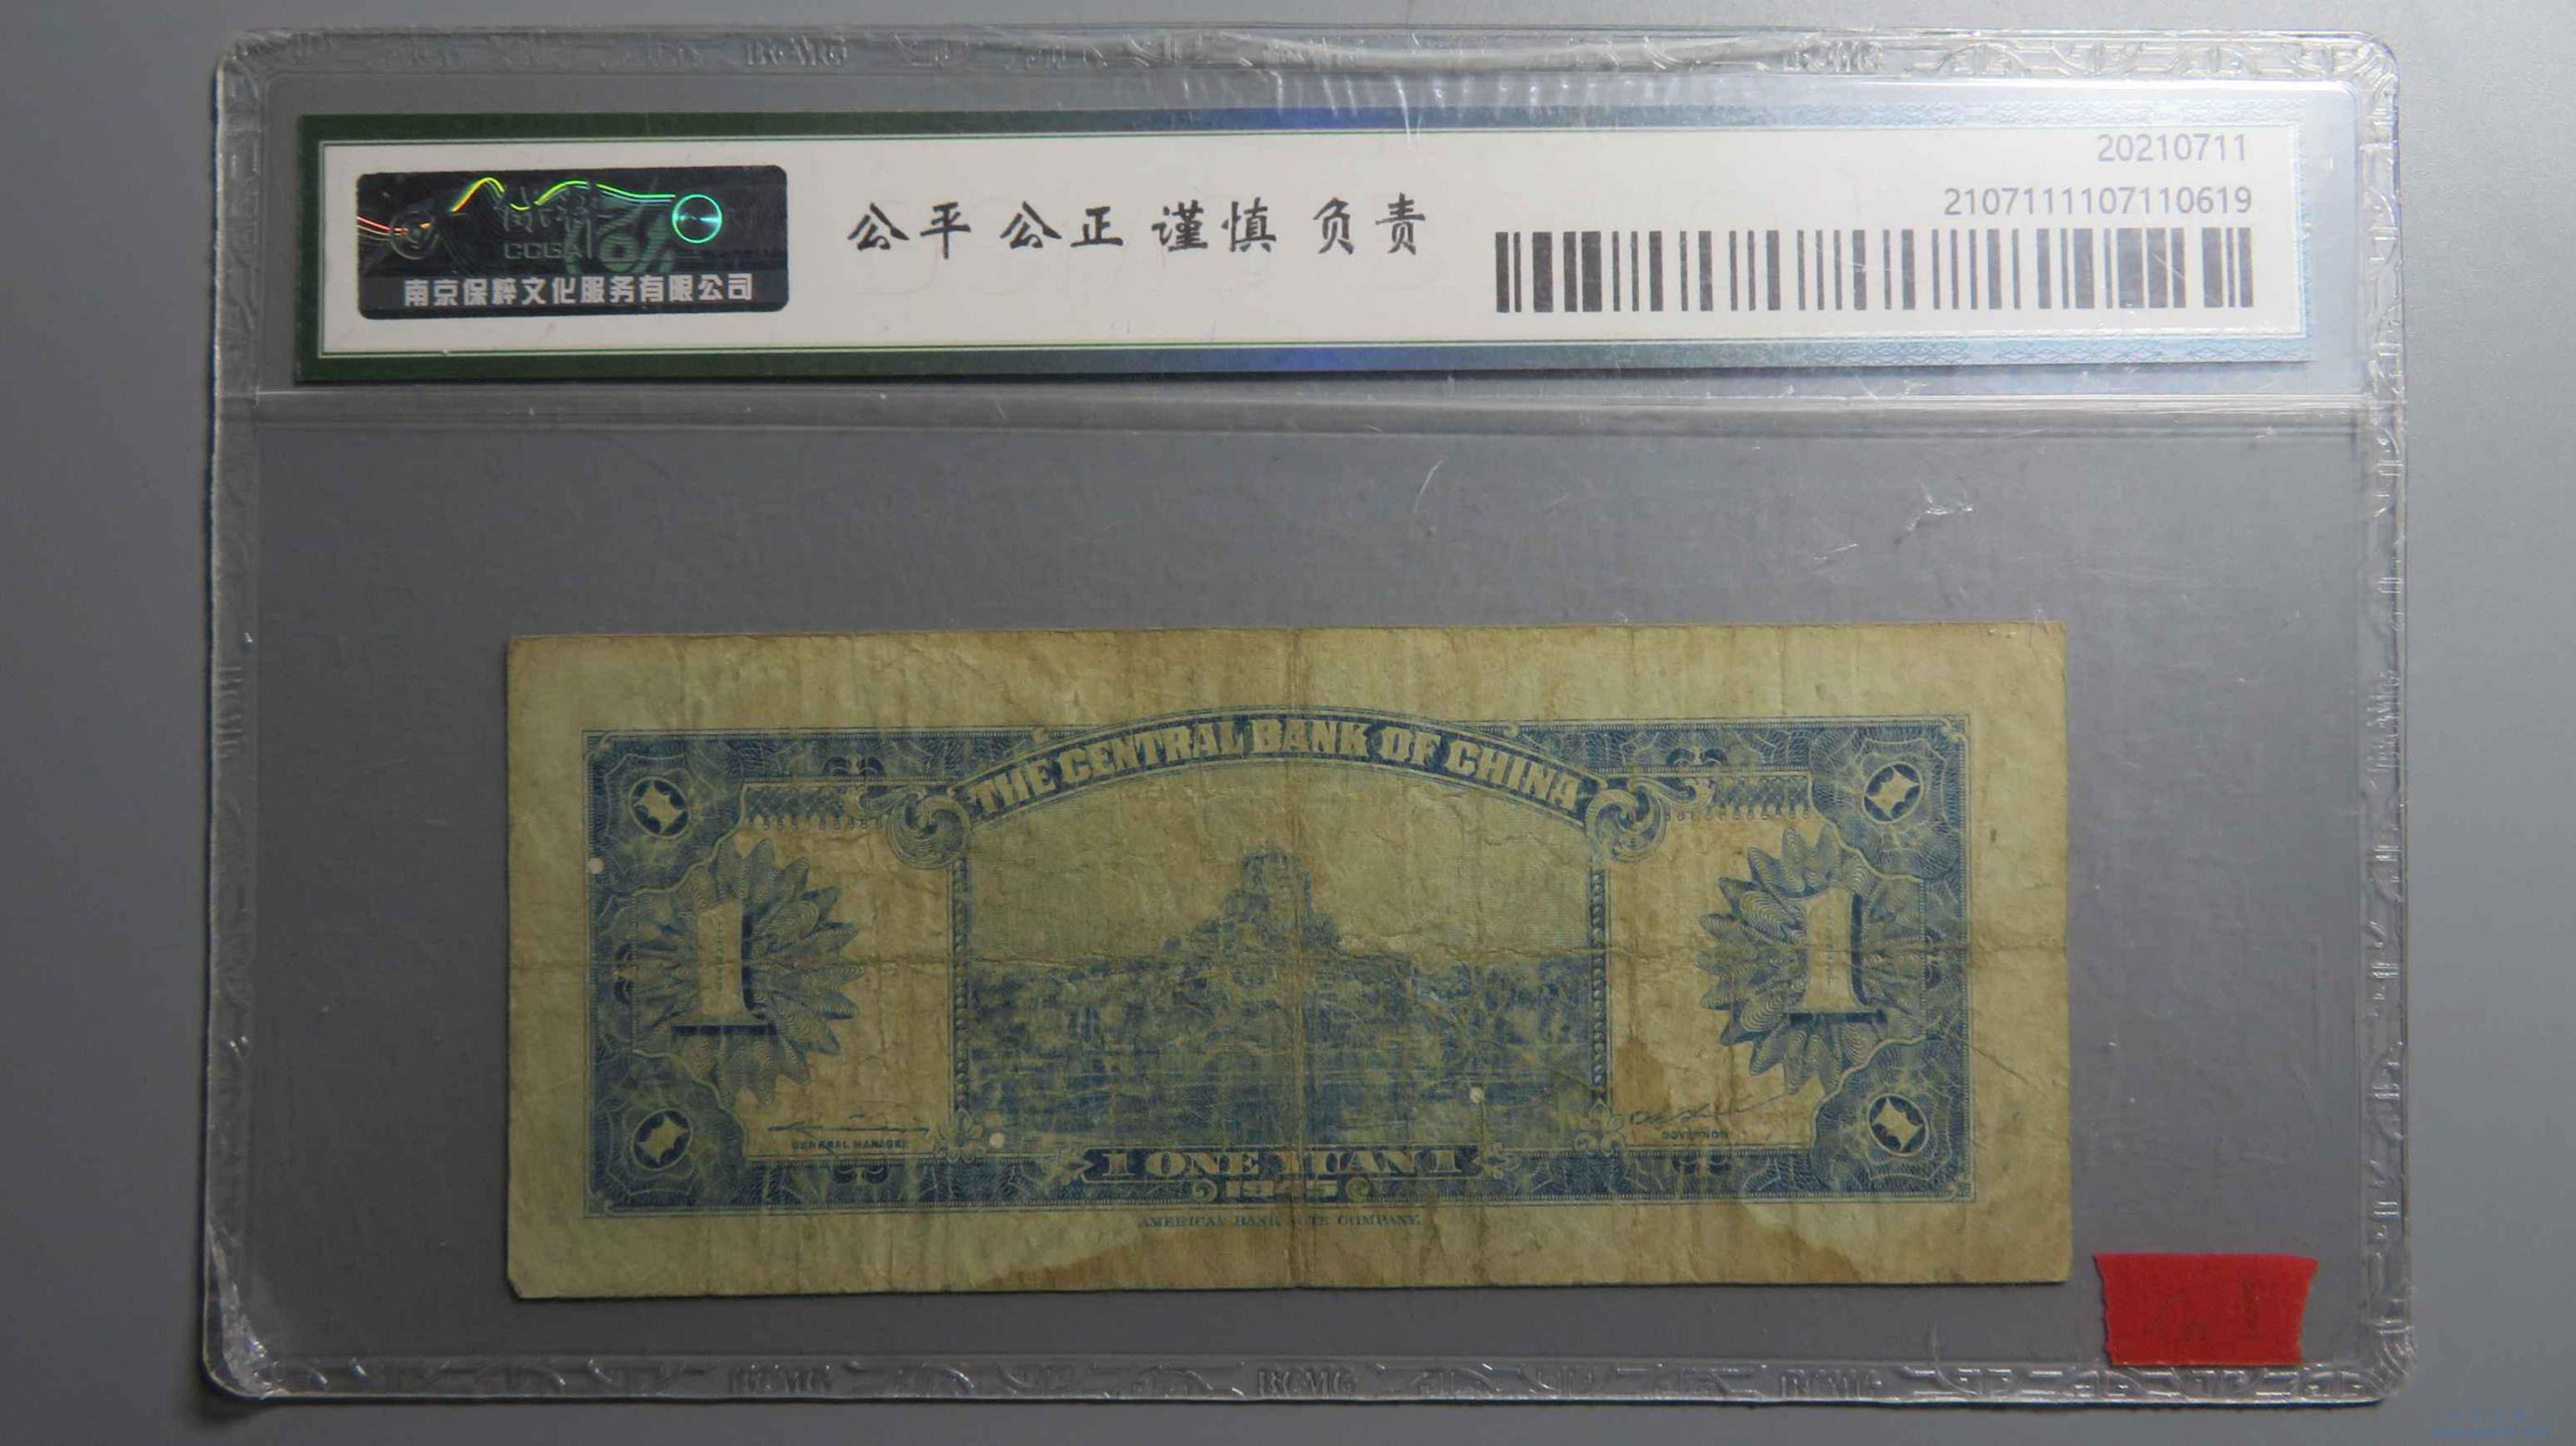 20210711
2107111107110619
公平 公正 谨慎 负责
CCGA
南京保粹文化服务有限公司
THE CENTRAL BANK OF CHINA
1
1
GENERAL MANAGER
GOVERNOR
1 ONE YUAN 1
1945
AMERICAN BANK NOTE COMPANY